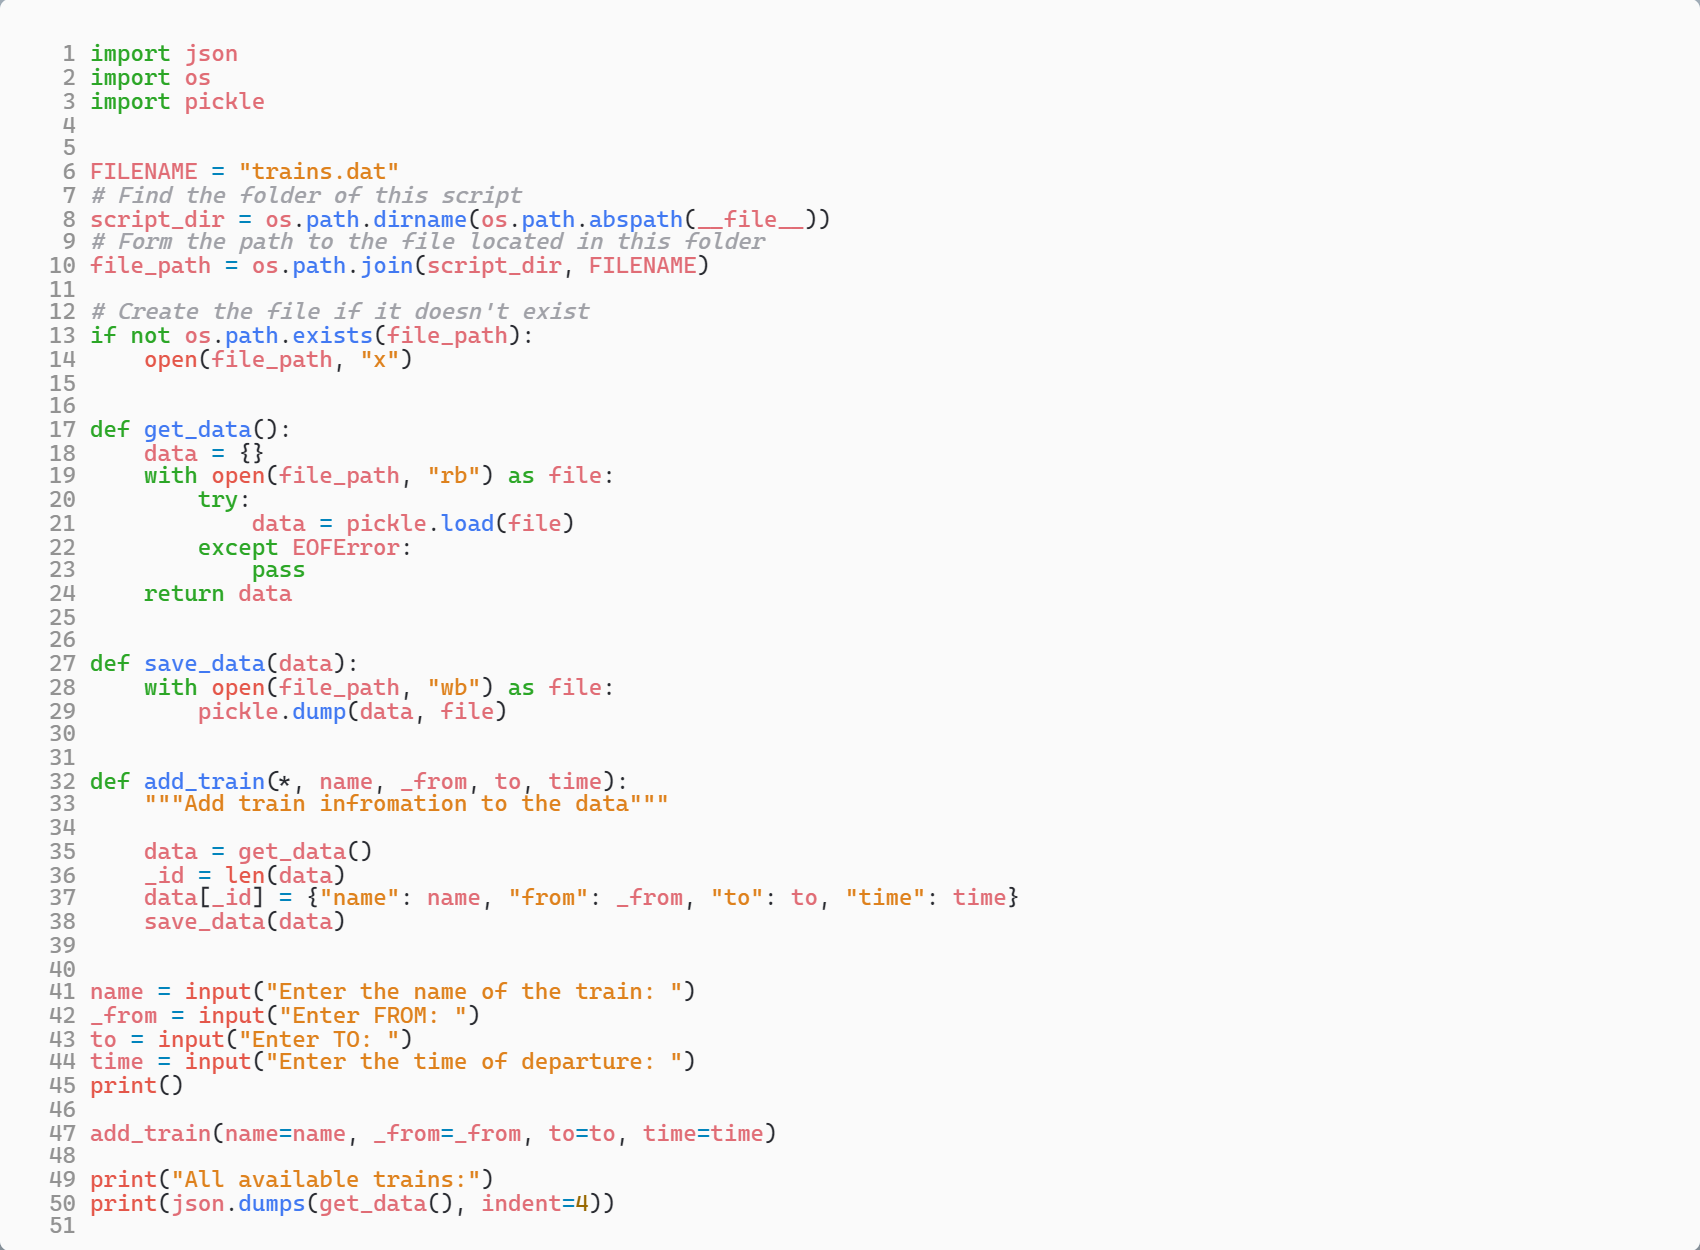 1 import json
2 import os
3 import pickle
4
5
6 FILENAME = "trains.dat"
7 # Find the folder of this script
8 script_dir = os.path.dirname(os.path.abspath(__file__))
9 # Form the path to the file located in this folder
10 file_path = os.path.join(script_dir, FILENAME)
11
12 # Create the file if it doesn't exist
13 if not os.path.exists(file_path):
14     open(file_path, "x")
15
16
17 def get_data():
18     data = {}
19     with open(file_path, "rb") as file:
20         try:
21             data = pickle.load(file)
22         except EOFError:
23             pass
24     return data
25
26
27 def save_data(data):
28     with open(file_path, "wb") as file:
29         pickle.dump(data, file)
30
31
32 def add_train(*, name, _from, to, time):
33     """Add train infromation to the data"""
34
35     data = get_data()
36     _id = len(data)
37     data[_id] = {"name": name, "from": _from, "to": to, "time": time}
38     save_data(data)
39
40
41 name = input("Enter the name of the train: ")
42 _from = input("Enter FROM: ")
43 to = input("Enter TO: ")
44 time = input("Enter the time of departure: ")
45 print()
46
47 add_train(name=name, _from=_from, to=to, time=time)
48
49 print("All available trains:")
50 print(json.dumps(get_data(), indent=4))
51